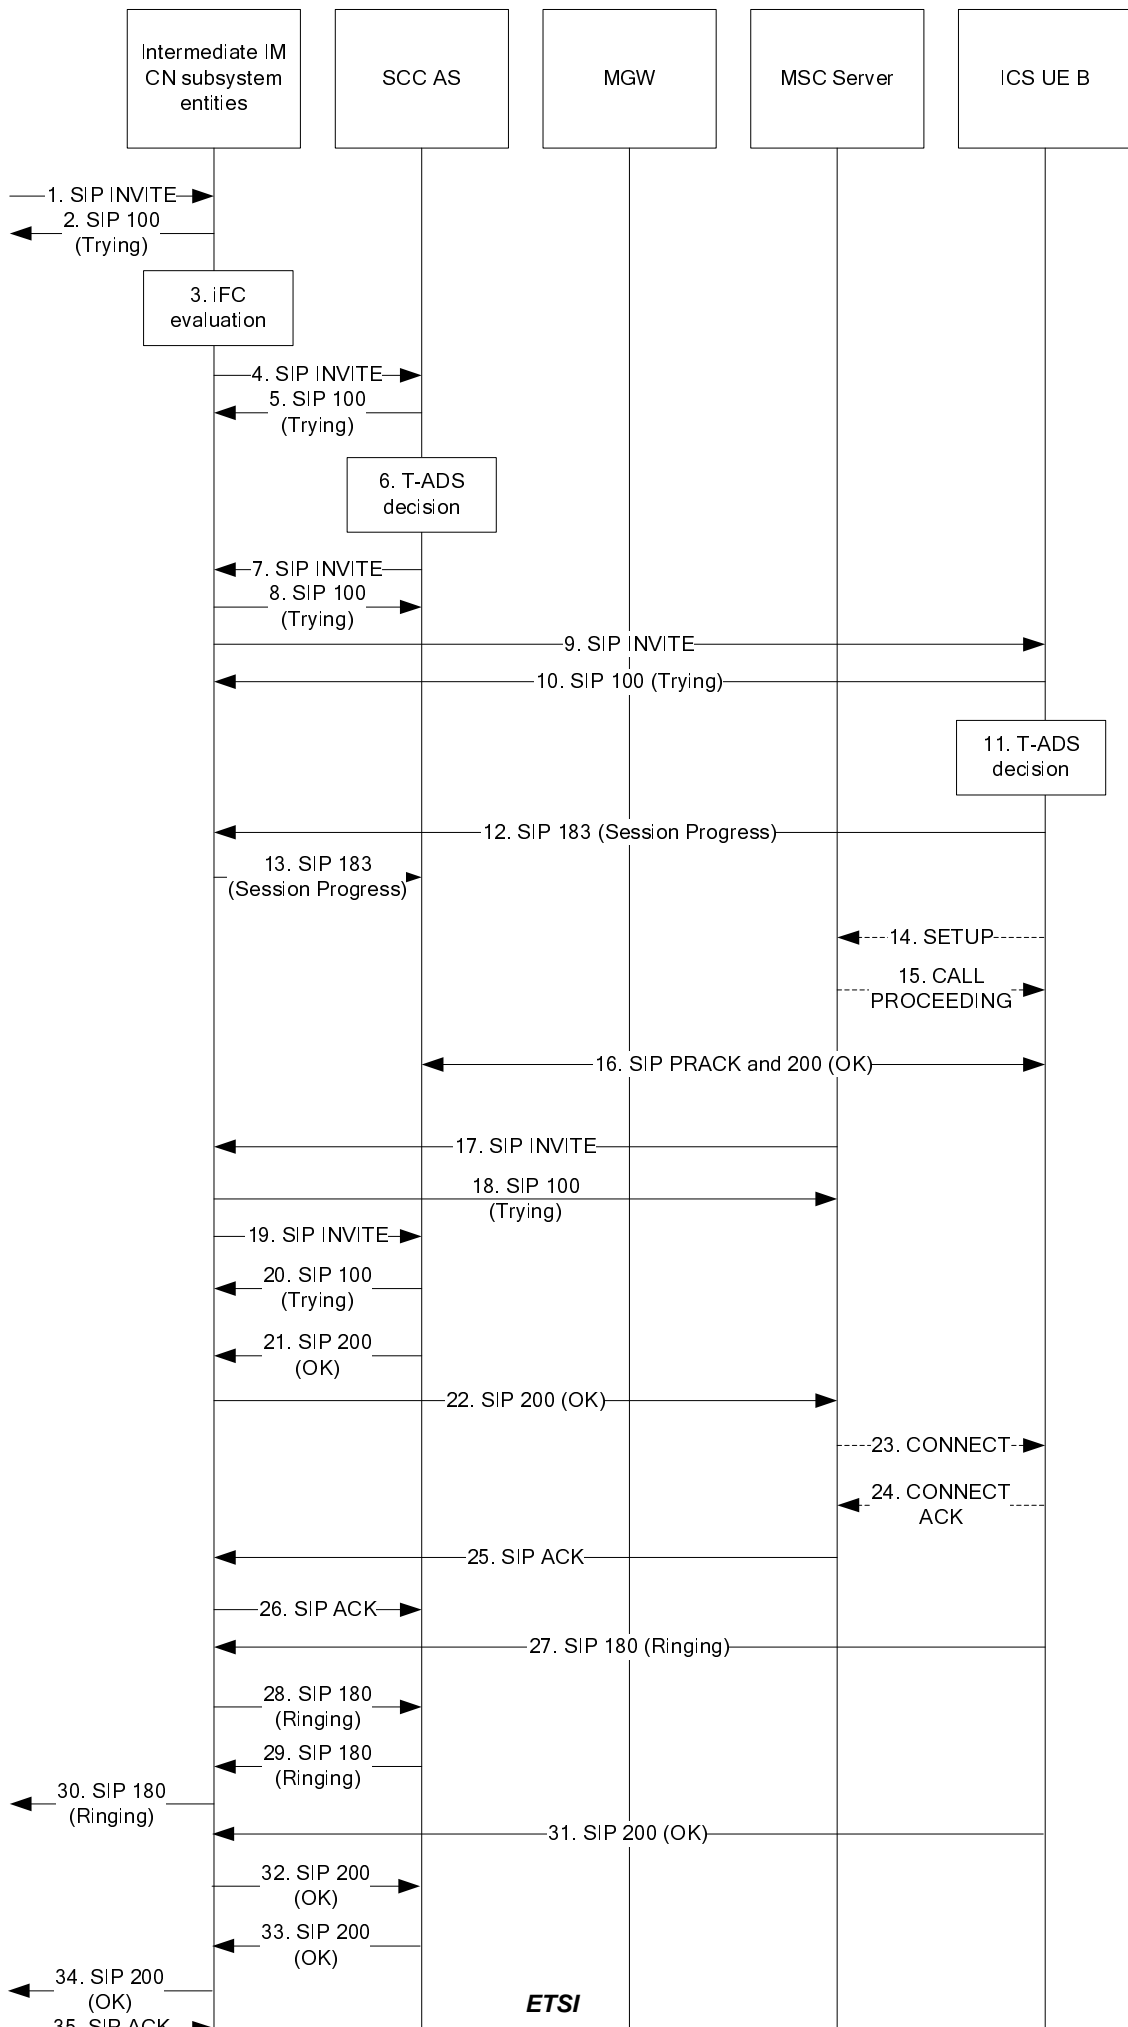 Intermediate IM
CN subsystem
entities
SCC AS
MGW
MSC Server
ICS UE B
1. SIP INVITE
2. SIP 100
(Trying)
3. iFC
evaluation
4. SIP INVITE
5. SIP 100
(Trying)
6. T-ADS
decision
7. SIP INVITE
8. SIP 100
(Trying)
9. SIP INVITE
10. SIP 100 (Trying)
11. T-ADS
decision
12. SIP 183 (Session Progress)
13. SIP 183
(Session Progress)
14. SETUP
15. CALL
PROCEEDING
16. SIP PRACK and 200 (OK)
17. SIP INVITE
18. SIP 100
(Trying)
19. SIP INVITE
20. SIP 100
(Trying)
21. SIP 200
(OK)
22. SIP 200 (OK)
23. CONNECT
24. CONNECT
ACK
25. SIP ACK
26. SIP ACK
27. SIP 180 (Ringing)
28. SIP 180
(Ringing)
29. SIP 180
(Ringing)
30. SIP 180
(Ringing)
31. SIP 200 (OK)
32. SIP 200
(OK)
33. SIP 200
(OK)
34. SIP 200
(OK)
ETSI
35. SIP ACK